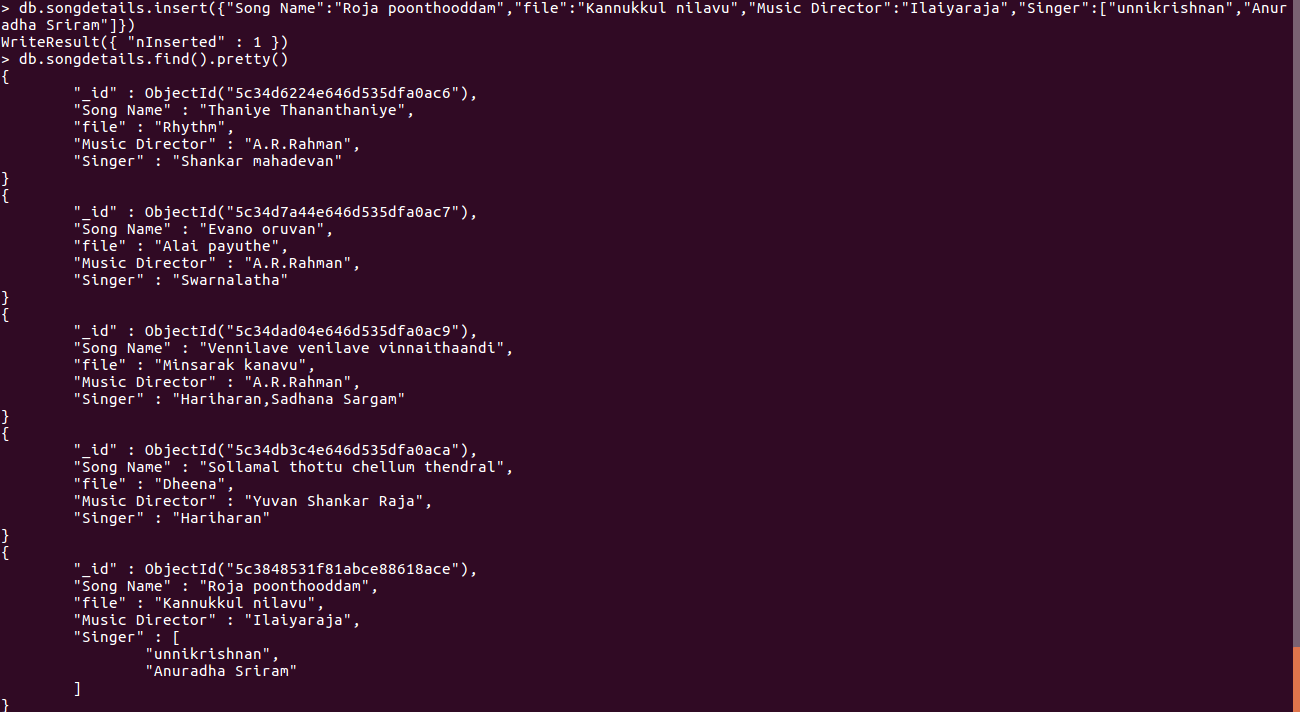 > db.songdetails.insert({"Song Name":"Roja poonthooddam","file":"Kannukkul nilavu","Music Director":"Ilaiyaraja","Singer":["unnikrishnan","Anur
adha Sriram"]})
WriteResult({ "nInserted" : 1 })
> db.songdetails.find().pretty()
{
        "_id" : ObjectId("5c34d6224e646d535dfa0ac6"),
        "Song Name" : "Thaniye Thananthaniye",
        "file" : "Rhythm",
        "Music Director" : "A.R.Rahman",
        "Singer" : "Shankar mahadevan"
}
{
        "_id" : ObjectId("5c34d7a44e646d535dfa0ac7"),
        "Song Name" : "Evano oruvan",
        "file" : "Alai payuthe",
        "Music Director" : "A.R.Rahman",
        "Singer" : "Swarnalatha"
}
{
        "_id" : ObjectId("5c34dad04e646d535dfa0ac9"),
        "Song Name" : "Vennilave venilave vinnaithaandi",
        "file" : "Minsarak kanavu",
        "Music Director" : "A.R.Rahman",
        "Singer" : "Hariharan,Sadhana Sargam"
}
{
        "_id" : ObjectId("5c34db3c4e646d535dfa0aca"),
        "Song Name" : "Sollamal thottu chellum thendral",
        "file" : "Dheena",
        "Music Director" : "Yuvan Shankar Raja",
        "Singer" : "Hariharan"
}
{
        "_id" : ObjectId("5c3848531f81abce88618ace"),
        "Song Name" : "Roja poonthooddam",
        "file" : "Kannukkul nilavu",
        "Music Director" : "Ilaiyaraja",
        "Singer" : [
                "unnikrishnan",
                "Anuradha Sriram"
        ]
}